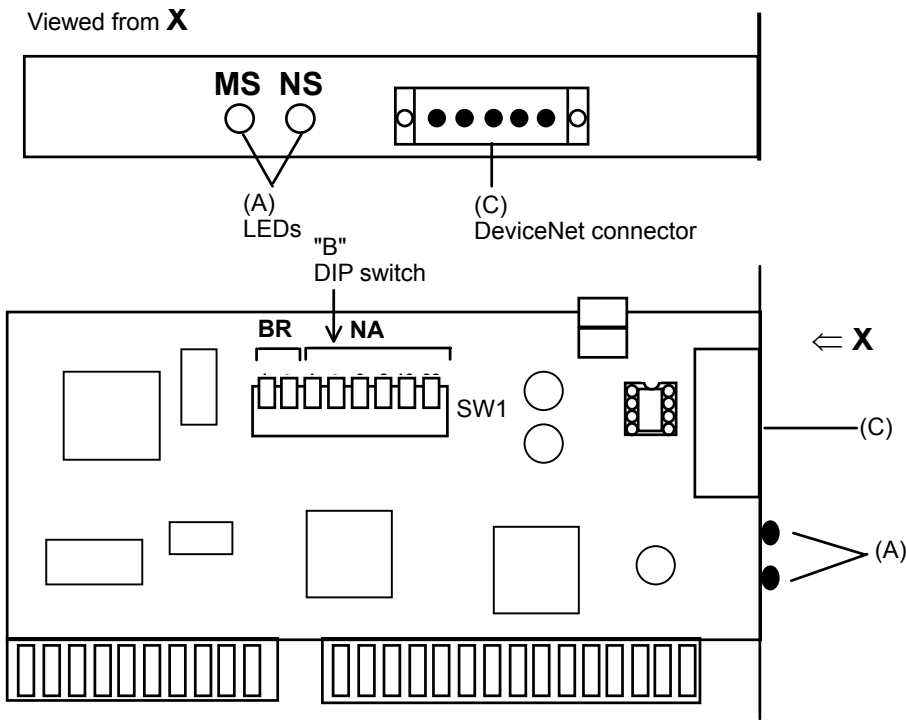 Viewed from X
MS NS
(A)
LEDs
(C)
DeviceNet connector
"B"
DIP switch
BR NA
SW1
⇐ X
(C)
(A)